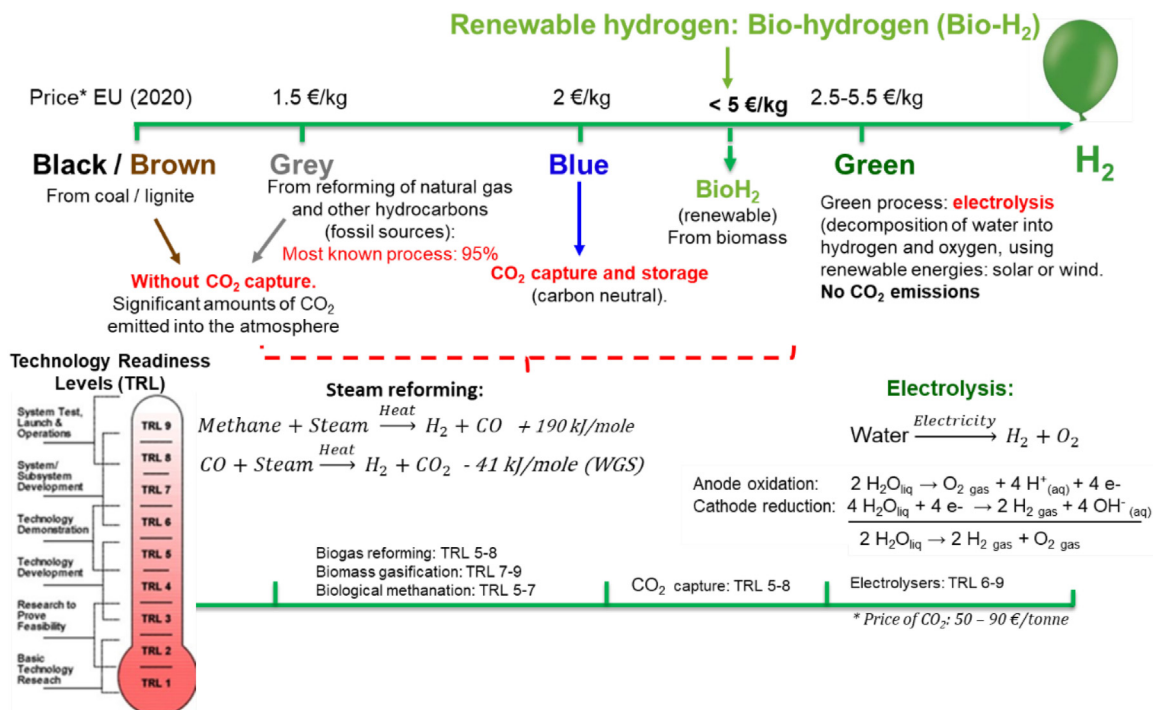 Renewable hydrogen: Bio-hydrogen (Bio-H₂)
Price* EU (2020)
1.5 €/kg
2 €/kg
< 5 €/kg
2.5-5.5 €/kg
Black / Brown
From coal / lignite
Grey
From reforming of natural gas
and other hydrocarbons
(fossil sources):
Most known process: 95%
Blue
BioH₂
(renewable)
From biomass
Green
Green process: electrolysis
(decomposition of water into
hydrogen and oxygen, using
renewable energies: solar or wind.
No CO₂ emissions
H₂
Without CO₂ capture.
Significant amounts of CO₂
emitted into the atmosphere
CO₂ capture and storage
(carbon neutral).
Technology Readiness
Levels (TRL)
System Test,
Launch &
Operations
System/
Subsystem
Development
Technology
Demonstration
Technology
Development
Research to
Prove
Feasibility
Basic
Technology
Reseach
TRL 9
TRL 8
TRL 7
TRL 6
TRL 5
TRL 4
TRL 3
TRL 2
TRL 1
Steam reforming:
Methane + Steam Heat⟶ H₂ + CO + 190 kJ/mole
CO + Steam Heat⟶ H₂ + CO₂ - 41 kJ/mole (WGS)
Electrolysis:
Water Electricity⟶ H₂ + O₂
Anode oxidation: 2 H₂O liq → O₂ gas + 4 H⁺(aq) + 4 e-
Cathode reduction: 4 H₂O liq + 4 e- → 2 H₂ gas + 4 OH⁻ (aq)
2 H₂O liq → 2 H₂ gas + O₂ gas
Biogas reforming: TRL 5-8
Biomass gasification: TRL 7-9
Biological methanation: TRL 5-7
CO₂ capture: TRL 5-8
Electrolysers: TRL 6-9
* Price of CO₂: 50 – 90 €/tonne